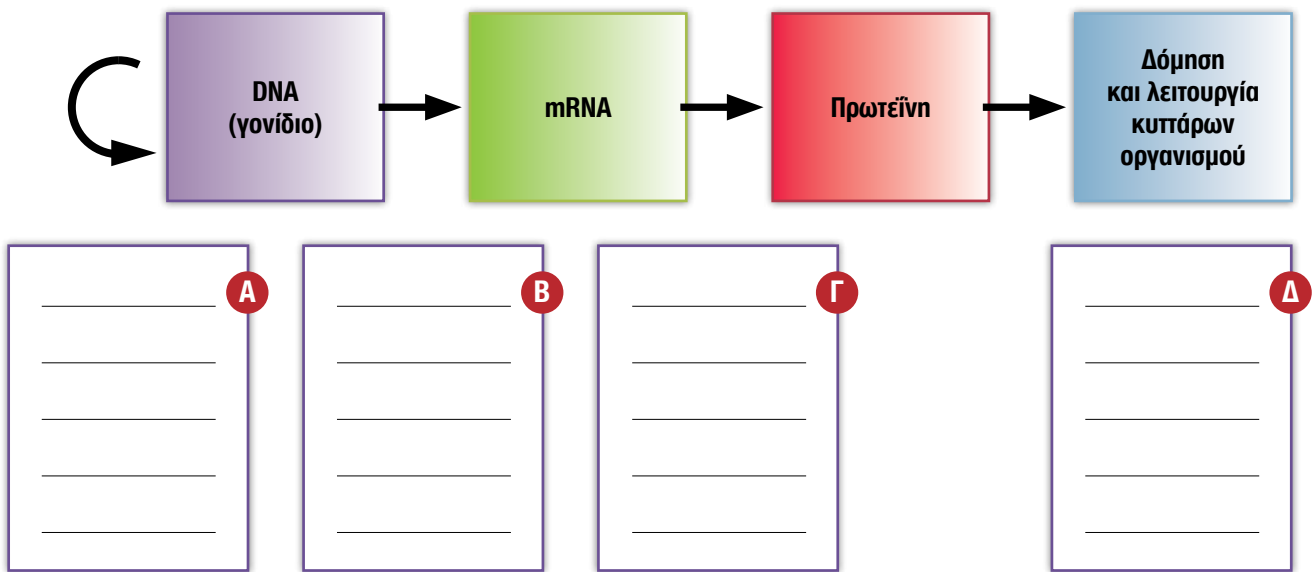 DNA
(γονίδιο)
mRNA
Πρωτεΐνη
Δόμηση
και λειτουργία
κυττάρων
οργανισμού
Α
Β
Γ
Δ